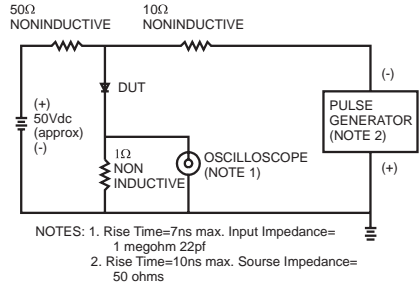 50Ω
NONINDUCTIVE
10Ω
NONINDUCTIVE
DUT
(+)
50Vdc
(approx)
(-)
1Ω
NON
INDUCTIVE
OSCILLOSCOPE
(NOTE 1)
(-)
PULSE
GENERATOR
(NOTE 2)
(+)
NOTES: 1. Rise Time=7ns max. Input Impedance=
1 megohm 22pf
2. Rise Time=10ns max. Sourse Impedance=
50 ohms